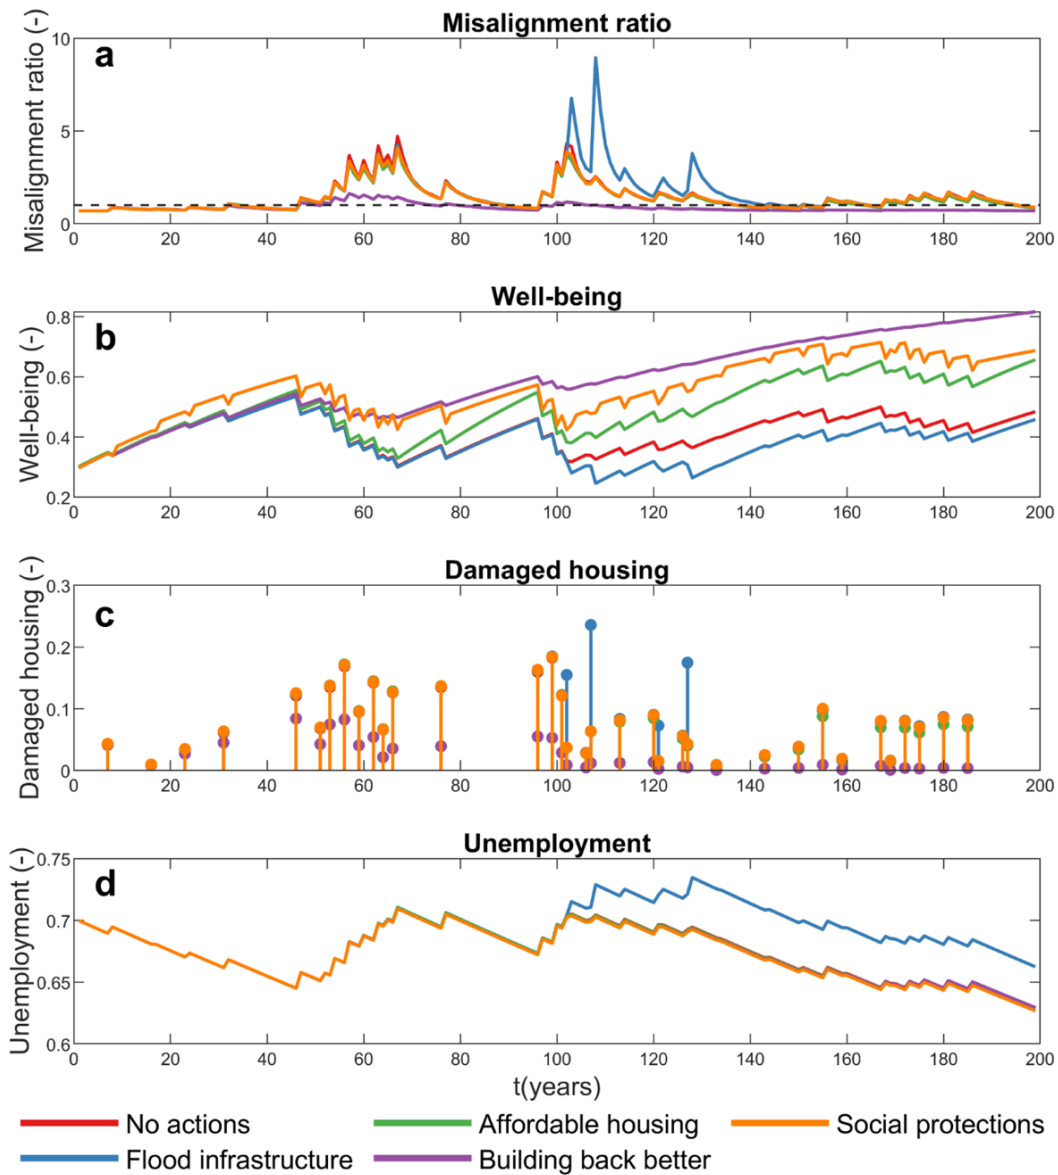 Misalignment ratio
Misalignment ratio (-)
a
10
5
1
0
0 20 40 60 80 100 120 140 160 180 200
Well-being
Well-being (-)
b
0.8
0.6
0.4
0.2
0 20 40 60 80 100 120 140 160 180 200
Damaged housing
Damaged housing (-)
c
0.3
0.2
0.1
0
0 20 40 60 80 100 120 140 160 180 200
Unemployment
Unemployment (-)
d
0.75
0.7
0.65
0.6
0 20 40 60 80 100 120 140 160 180 200
t(years)
No actions Affordable housing Social protections
Flood infrastructure Building back better